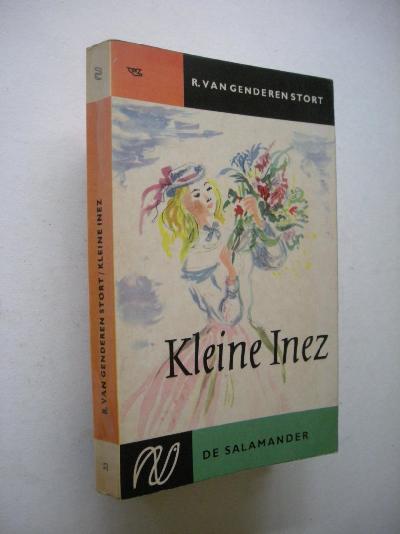 R. VAN GENDEREN STORT
Kleine Inez
DE SALAMANDER
R. VAN GENDEREN STORT / KLEINE INEZ